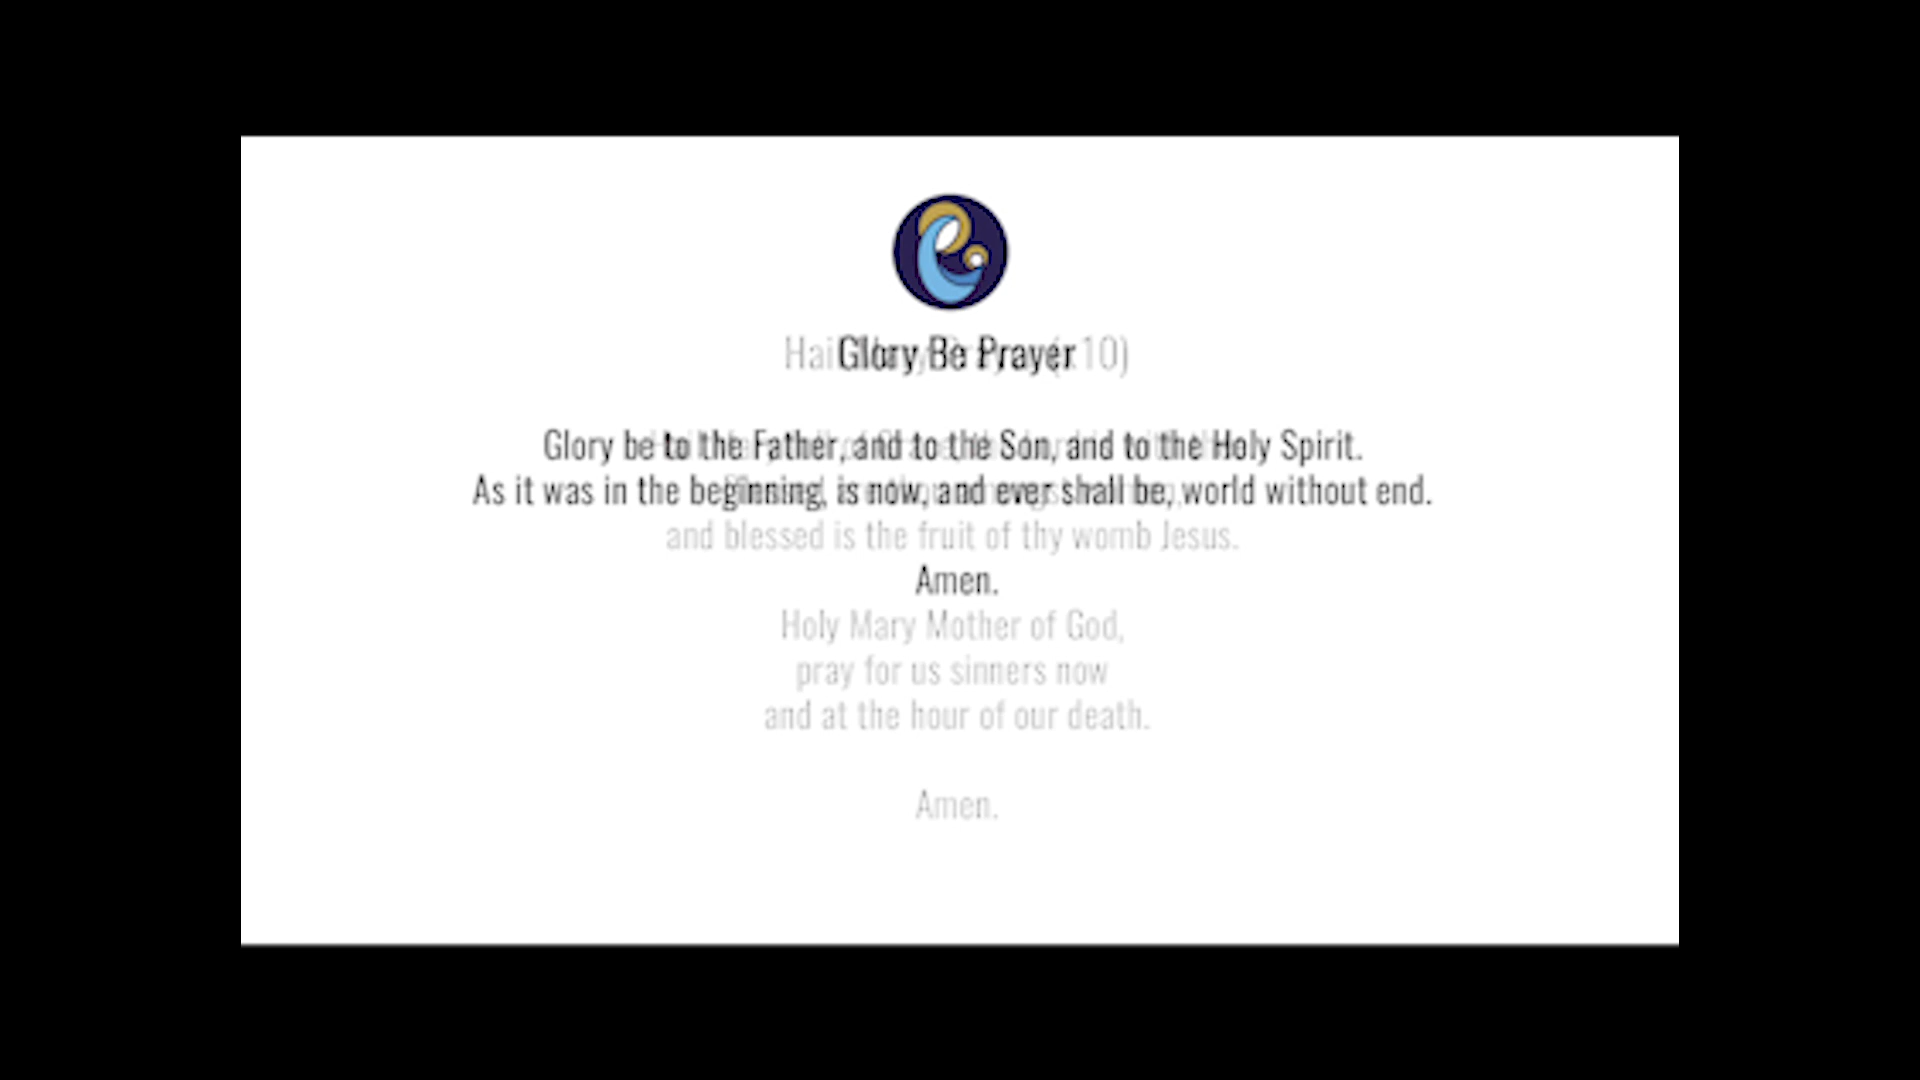 Glory Be Prayer
Glory be to the Father, and to the Son, and to the Holy Spirit.
As it was in the beginning, is now, and ever shall be, world without end.
and blessed is the fruit of thy womb Jesus.
Amen.
Holy Mary Mother of God,
pray for us sinners now
and at the hour of our death.
Amen.